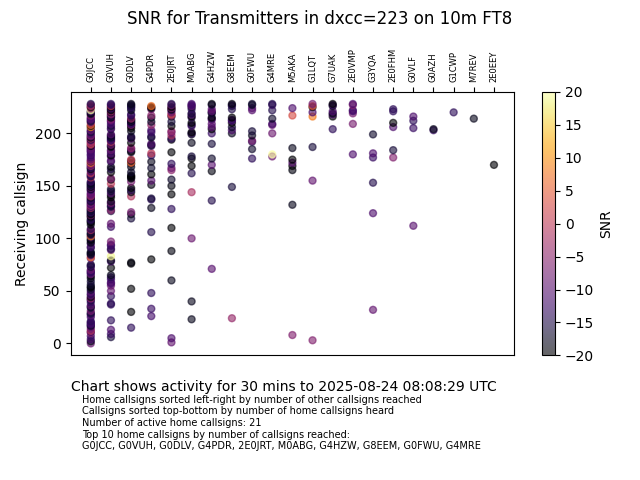 SNR for Transmitters in dxcc=223 on 10m FT8
G0JCC G0VUH G0DLV G4PDR 2E0JRT M0ABG G4HZW G8EEM G0FWU G4MRE M5AKA G1LQT G7UAK 2E0VMP G3YQA 2E0FHM G0VLF G0AZH G1CWP M7REV 2E0EEY
Receiving callsign
200
150
100
50
0
20
15
10
5
0
−5
−10
−15
−20
SNR
Chart shows activity for 30 mins to 2025-08-24 08:08:29 UTC
Home callsigns sorted left-right by number of other callsigns reached
Callsigns sorted top-bottom by number of home callsigns heard
Number of active home callsigns: 21
Top 10 home callsigns by number of callsigns reached:
G0JCC, G0VUH, G0DLV, G4PDR, 2E0JRT, M0ABG, G4HZW, G8EEM, G0FWU, G4MRE